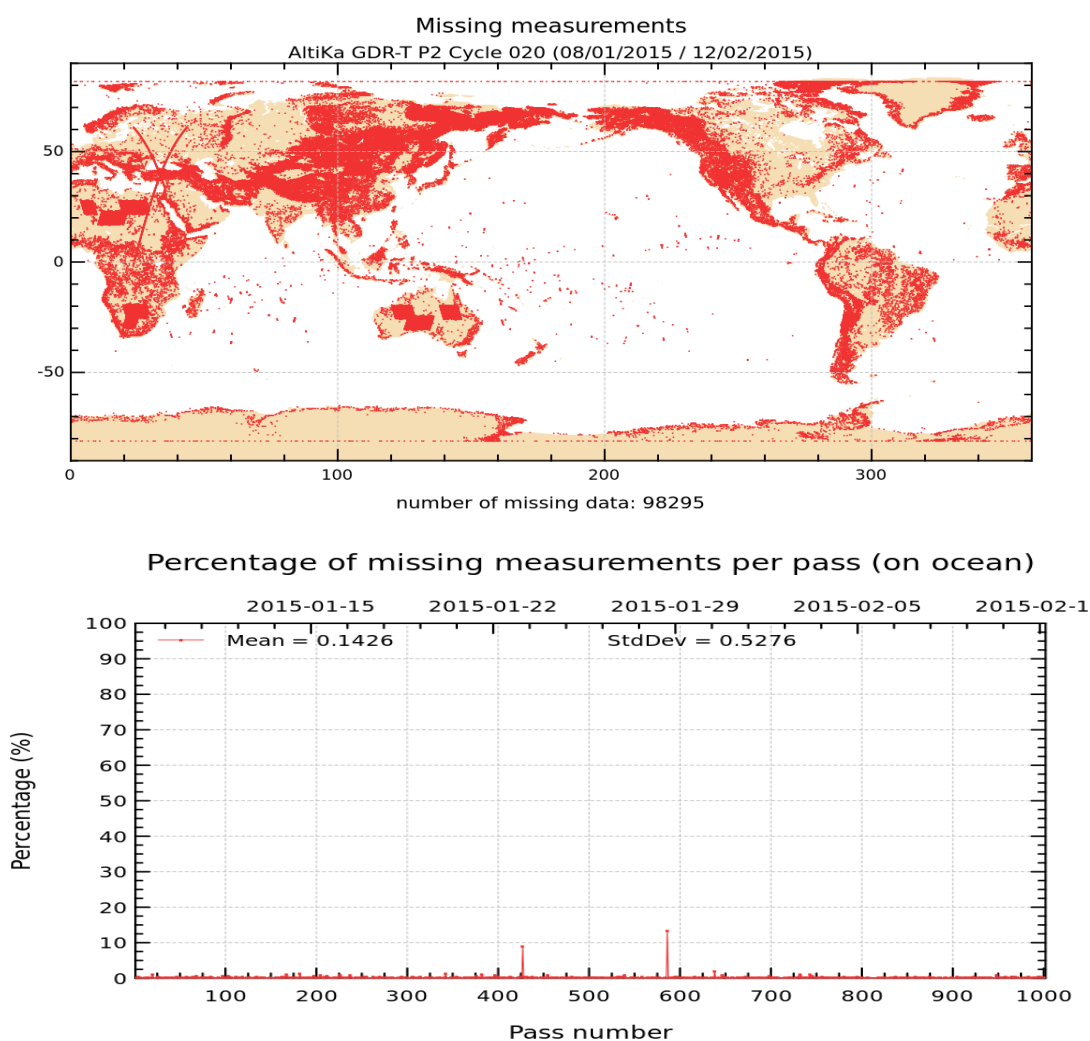 Missing measurements
AltiKa GDR-T P2 Cycle 020 (08/01/2015 / 12/02/2015)
50
0
-50
0 100 200 300
number of missing data: 98295
Percentage of missing measurements per pass (on ocean)
2015-01-15 2015-01-22 2015-01-29 2015-02-05 2015-02-1
Mean = 0.1426 StdDev = 0.5276
100
90
80
70
60
50
40
30
20
10
0
Percentage (%)
100 200 300 400 500 600 700 800 900 1000
Pass number